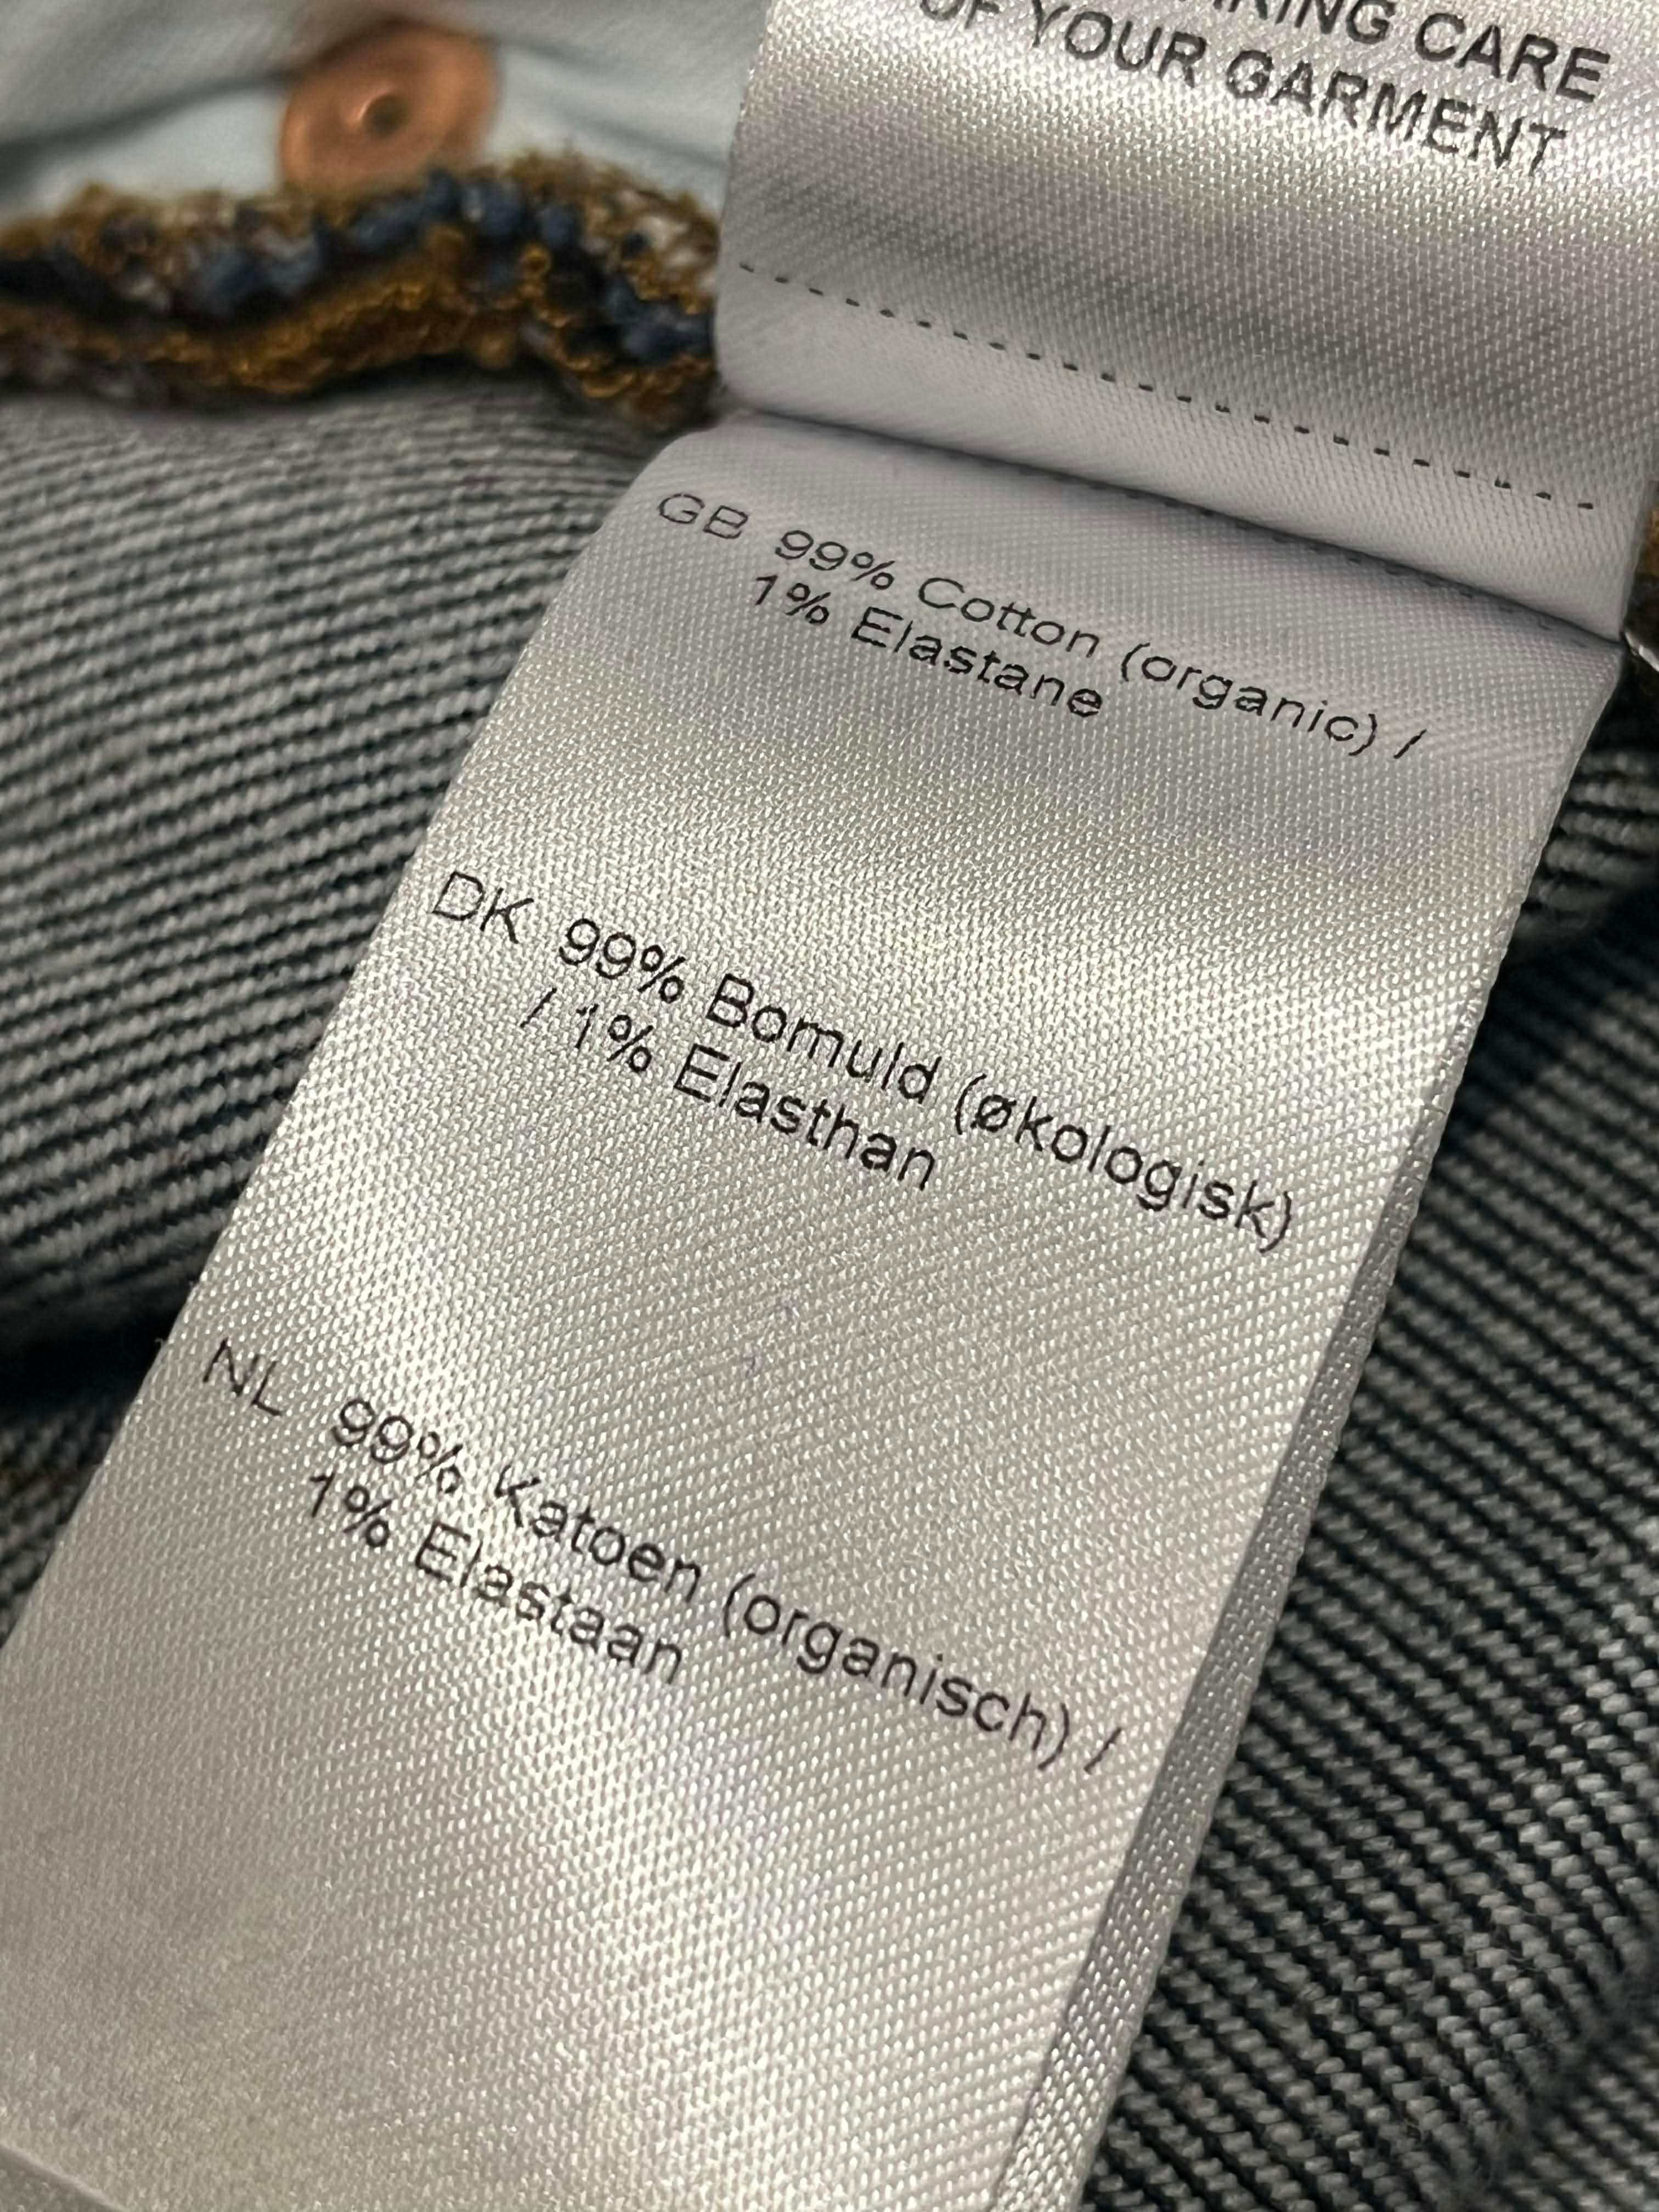 CARE
OF YOUR GARMENT
GB 99% Cotton (organic) /
1% Elastane
DK 99% Bomuld (økologisk)
/ 1% Elasthan
NL 99% Katoen (organisch) /
1% Elastaan